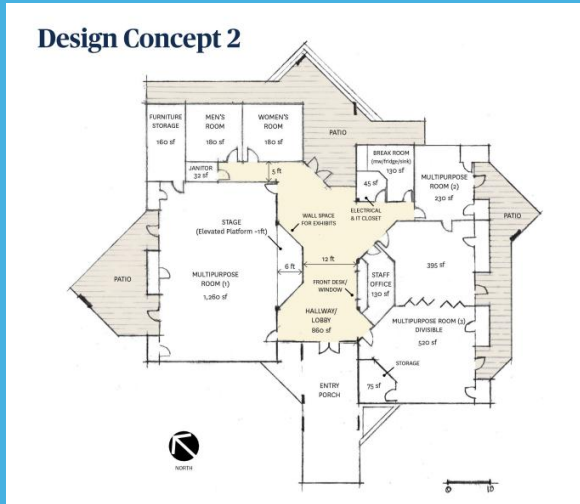 Design Concept 2
FURNITURE
STORAGE
160 sf
MEN'S
ROOM
180 sf
WOMEN'S
ROOM
180 sf
PATIO
BREAK ROOM
(mw/fridge/sink)
130 sf
JANITOR
32 sf
5 ft
45 sf
MULTIPURPOSE
ROOM (2)
230 sf
ELECTRICAL
& IT CLOSET
STAGE
(Elevated Platform ~1ft)
WALL SPACE
FOR EXHIBITS
PATIO
PATIO
6 ft
12 ft
395 sf
MULTIPURPOSE
ROOM (1)
1,260 sf
FRONT DESK/
WINDOW
STAFF
OFFICE
130 sf
HALLWAY/
LOBBY
860 sf
MULTIPURPOSE ROOM (3)
DIVISIBLE
520 sf
STORAGE
75 sf
ENTRY
PORCH
NORTH
0 10